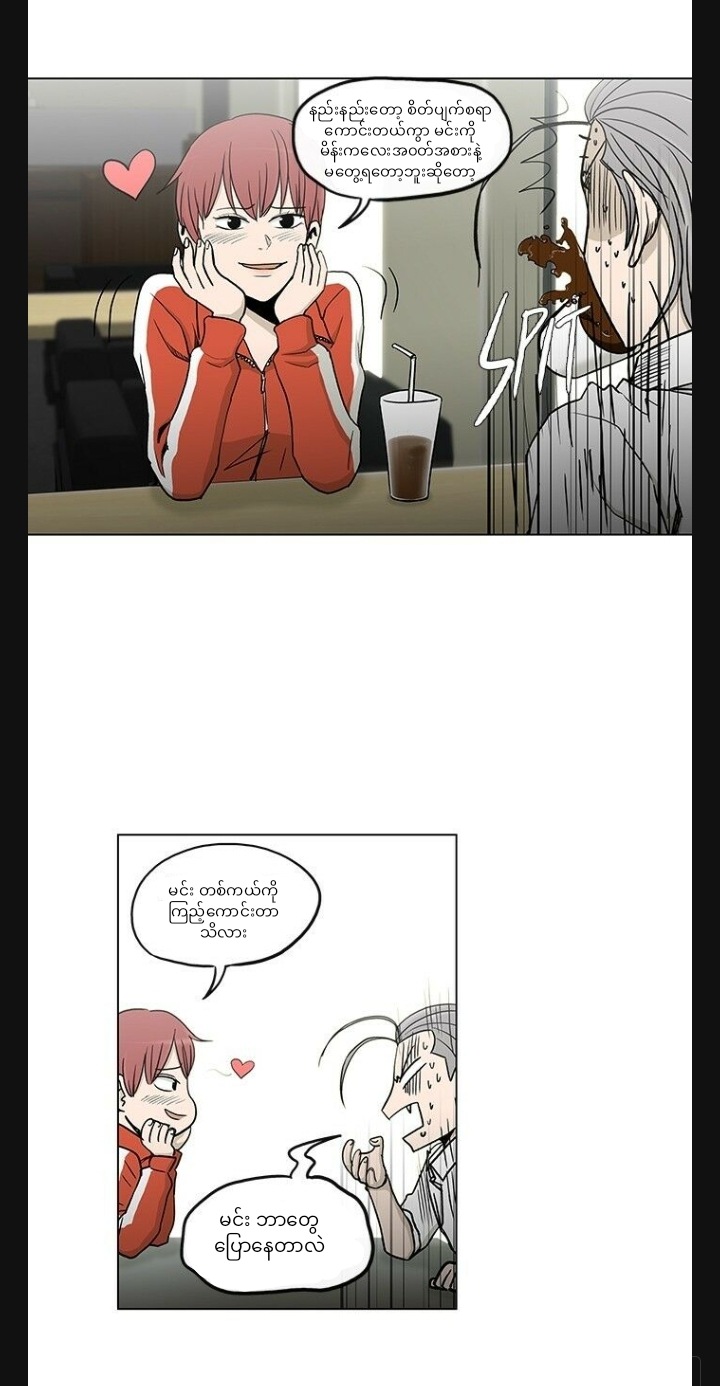 နည်းနည်းတော့ စိတ်ပျက်စရာ
ကောင်းတယ်ကွာ မင်းကို
မိန်းကလေးအဝတ်အစားနဲ့
မတွေ့ရတော့ဘူးဆိုတော့
SPIT
မင်း တစ်ကယ်ကို
ကြည့်ကောင်းတာ
သိလား
မင်း ဘာတွေ
ပြောနေတာလဲ